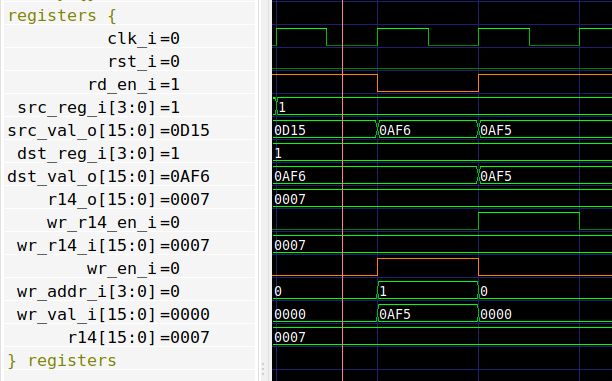 registers {
clk_i=0
rst_i=0
rd_en_i=1
src_reg_i[3:0]=1 1
src_val_o[15:0]=0D15 0D15 0AF6 0AF5
dst_reg_i[3:0]=1 1
dst_val_o[15:0]=0AF6 0AF6 0AF5
r14_o[15:0]=0007 0007
wr_r14_en_i=0
wr_r14_i[15:0]=0007 0007
wr_en_i=0
wr_addr_i[3:0]=0 0 1 0
wr_val_i[15:0]=0000 0000 0AF5 0000
r14[15:0]=0007 0007
} registers